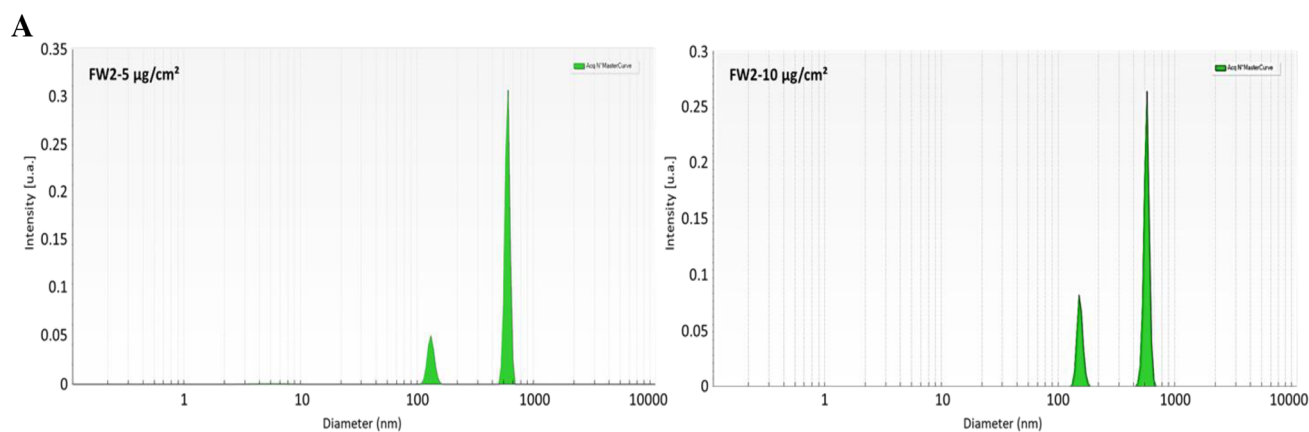 A
0.35
0.3
0.25
0.2
0.15
0.1
0.05
0
Intensity [u.a.]
FW2-5 µg/cm²
Acq N°MasterCurve
1
10
100
1000
10000
Diameter (nm)
0.3
0.25
0.2
0.15
0.1
0.05
0
Intensity [u.a.]
FW2-10 µg/cm²
Acq N°MasterCurve
1
10
100
1000
10000
Diameter (nm)